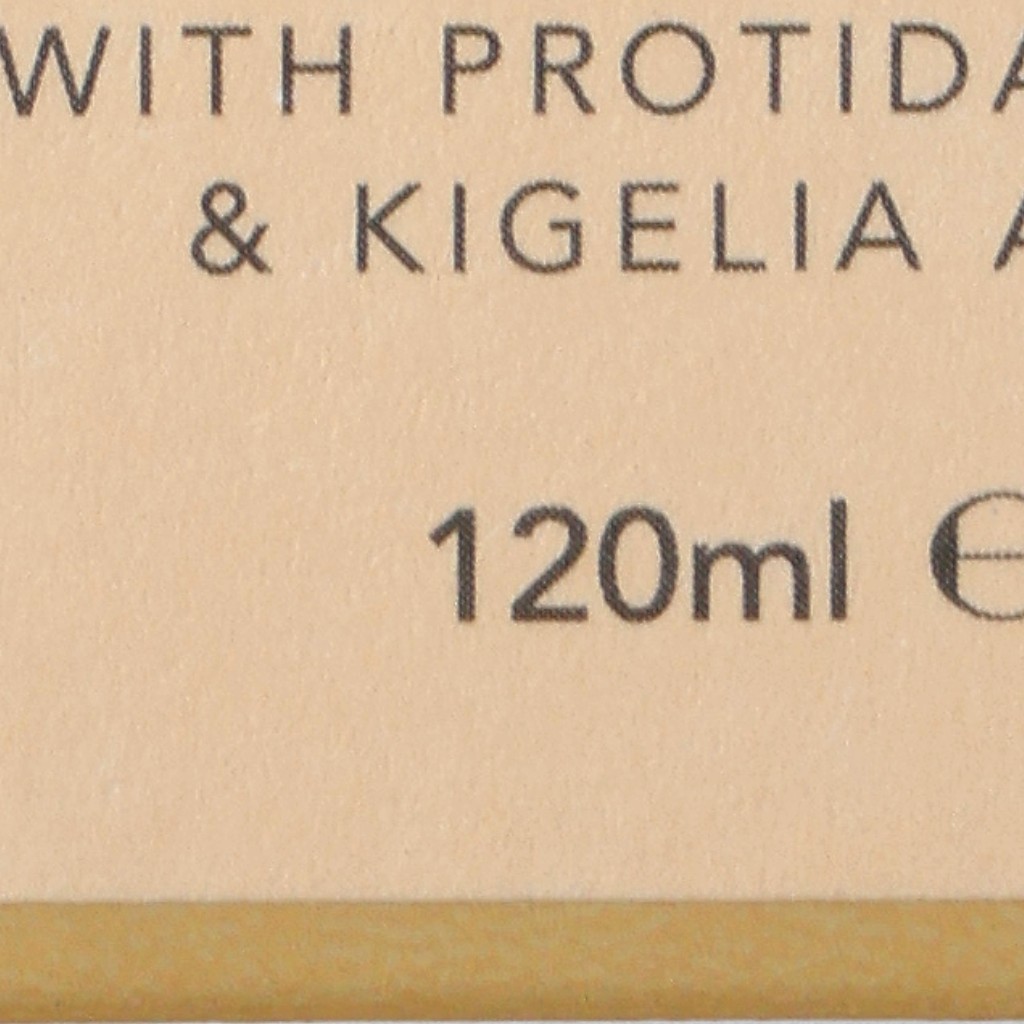 WITH PROTIDA
& KIGELIA A
120ml ℮